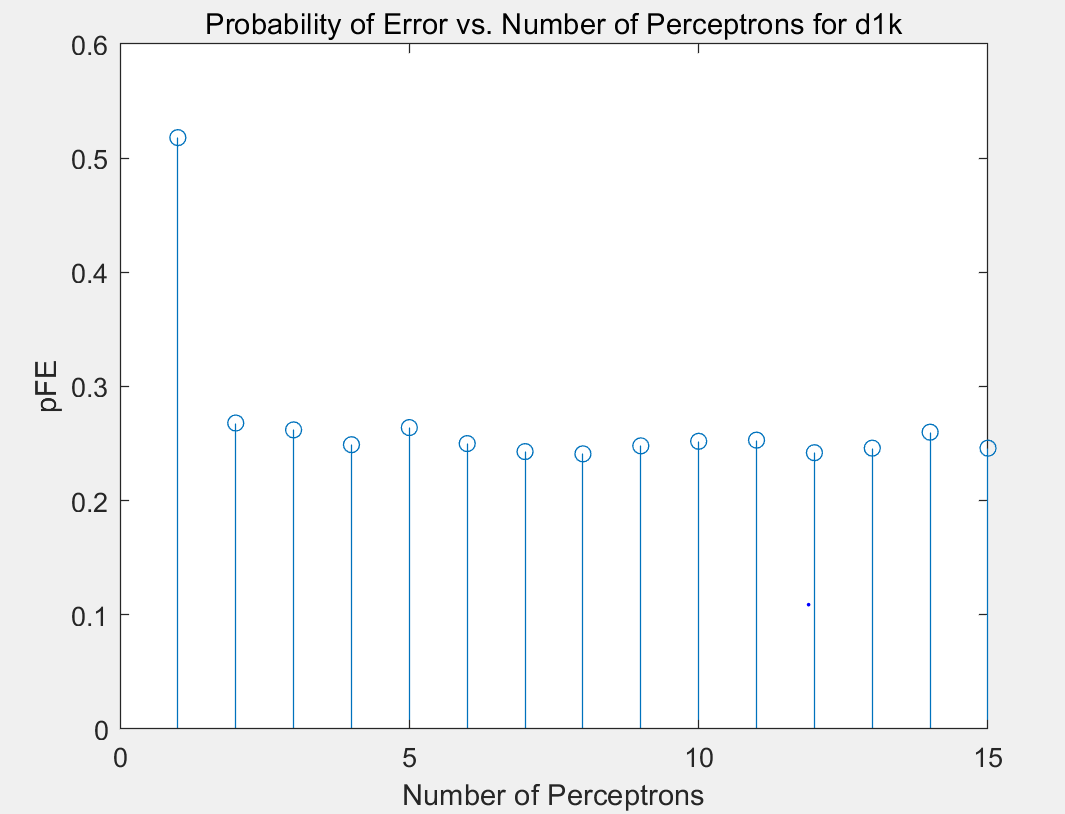 Probability of Error vs. Number of Perceptrons for d1k
0.6
0.5
0.4
0.3
0.2
0.1
0
pFE
0 5 10 15
Number of Perceptrons